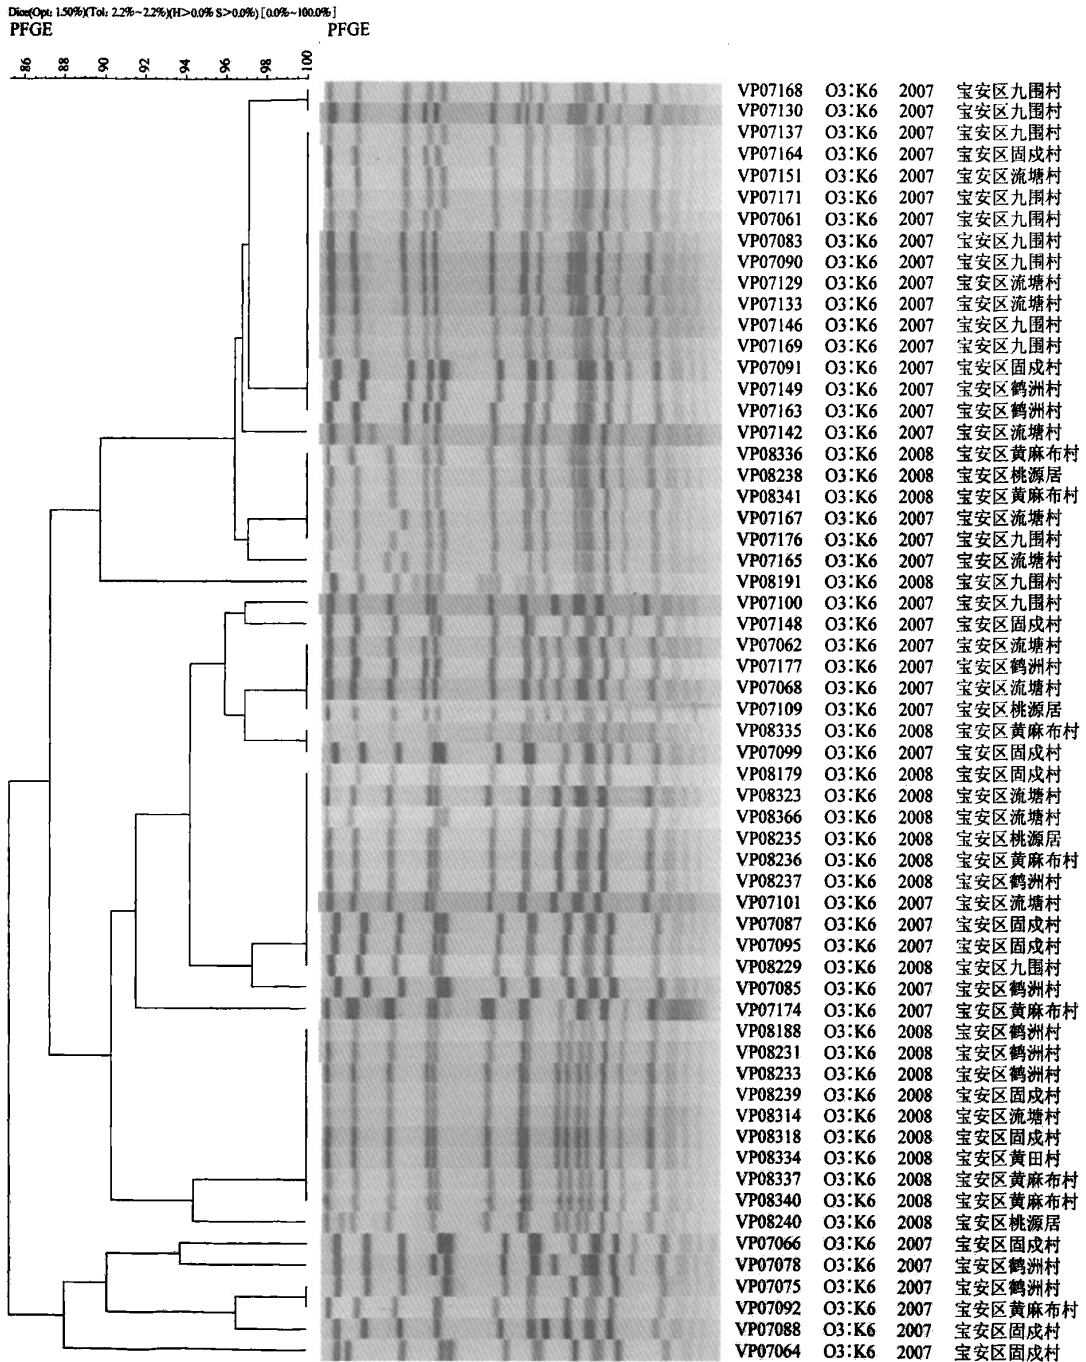 Dice(Opt: 1.50%)(Tol: 2.2%~2.2%)(H>0.0% S>0.0%) [0.0%~100.0%]
PFGE PFGE
86 88 90 92 94 96 98 100
VP07168 O3:K6 2007 宝安区九围村
VP07130 O3:K6 2007 宝安区九围村
VP07137 O3:K6 2007 宝安区九围村
VP07164 O3:K6 2007 宝安区固戍村
VP07151 O3:K6 2007 宝安区流塘村
VP07171 O3:K6 2007 宝安区九围村
VP07061 O3:K6 2007 宝安区九围村
VP07083 O3:K6 2007 宝安区九围村
VP07090 O3:K6 2007 宝安区九围村
VP07129 O3:K6 2007 宝安区流塘村
VP07133 O3:K6 2007 宝安区流塘村
VP07146 O3:K6 2007 宝安区九围村
VP07169 O3:K6 2007 宝安区九围村
VP07091 O3:K6 2007 宝安区固戍村
VP07149 O3:K6 2007 宝安区鹤洲村
VP07163 O3:K6 2007 宝安区鹤洲村
VP07142 O3:K6 2007 宝安区流塘村
VP08336 O3:K6 2008 宝安区黄麻布村
VP08238 O3:K6 2008 宝安区桃源居
VP08341 O3:K6 2008 宝安区黄麻布村
VP07167 O3:K6 2007 宝安区流塘村
VP07176 O3:K6 2007 宝安区九围村
VP07165 O3:K6 2007 宝安区流塘村
VP08191 O3:K6 2008 宝安区九围村
VP07100 O3:K6 2007 宝安区九围村
VP07148 O3:K6 2007 宝安区固戍村
VP07062 O3:K6 2007 宝安区流塘村
VP07177 O3:K6 2007 宝安区鹤洲村
VP07068 O3:K6 2007 宝安区流塘村
VP07109 O3:K6 2007 宝安区桃源居
VP08335 O3:K6 2008 宝安区黄麻布村
VP07099 O3:K6 2007 宝安区固戍村
VP08179 O3:K6 2008 宝安区固戍村
VP08323 O3:K6 2008 宝安区流塘村
VP08366 O3:K6 2008 宝安区流塘村
VP08235 O3:K6 2008 宝安区桃源居
VP08236 O3:K6 2008 宝安区黄麻布村
VP08237 O3:K6 2008 宝安区鹤洲村
VP07101 O3:K6 2007 宝安区流塘村
VP07087 O3:K6 2007 宝安区固戍村
VP07095 O3:K6 2007 宝安区固戍村
VP08229 O3:K6 2008 宝安区九围村
VP07085 O3:K6 2007 宝安区鹤洲村
VP07174 O3:K6 2007 宝安区黄麻布村
VP08188 O3:K6 2008 宝安区鹤洲村
VP08231 O3:K6 2008 宝安区鹤洲村
VP08233 O3:K6 2008 宝安区鹤洲村
VP08239 O3:K6 2008 宝安区固戍村
VP08314 O3:K6 2008 宝安区流塘村
VP08318 O3:K6 2008 宝安区固戍村
VP08334 O3:K6 2008 宝安区黄田村
VP08337 O3:K6 2008 宝安区黄麻布村
VP08340 O3:K6 2008 宝安区黄麻布村
VP08240 O3:K6 2008 宝安区桃源居
VP07066 O3:K6 2007 宝安区固戍村
VP07078 O3:K6 2007 宝安区鹤洲村
VP07075 O3:K6 2007 宝安区鹤洲村
VP07092 O3:K6 2007 宝安区黄麻布村
VP07088 O3:K6 2007 宝安区固戍村
VP07064 O3:K6 2007 宝安区固戍村